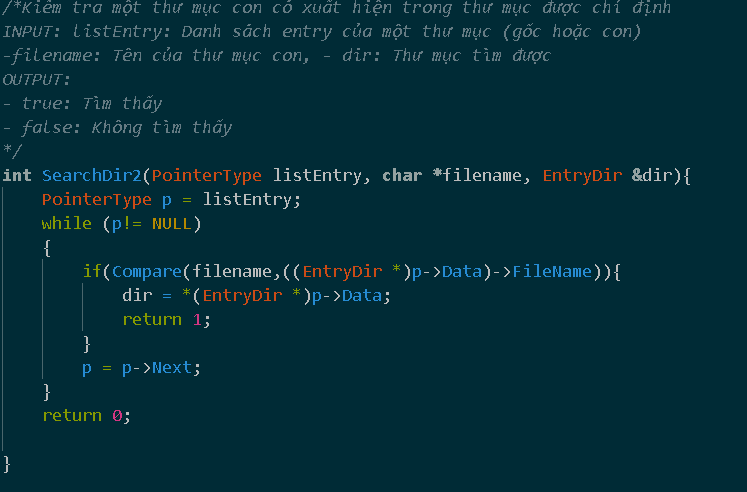 /*Kiểm tra một thư mục con có xuất hiện trong thư mục được chỉ định
INPUT: listEntry: Danh sách entry của một thư mục (gốc hoặc con)
-filename: Tên của thư mục con, - dir: Thư mục tìm được
OUTPUT:
- true: Tìm thấy
- false: Không tìm thấy
*/
int SearchDir2(PointerType listEntry, char *filename, EntryDir &dir){
    PointerType p = listEntry;
    while (p!= NULL)
    {
        if(Compare(filename,((EntryDir *)p->Data)->FileName)){
            dir = *(EntryDir *)p->Data;
            return 1;
        }
        p = p->Next;
    }
    return 0;
}